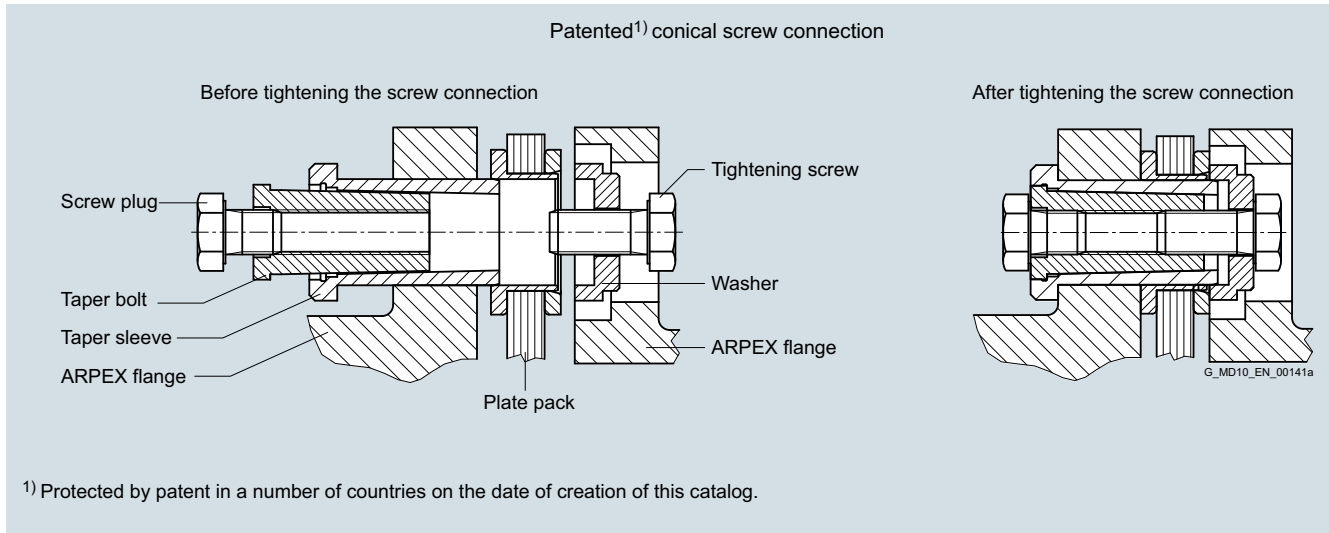 Patented1) conical screw connection
Before tightening the screw connection
After tightening the screw connection
Tightening screw
Screw plug
Washer
Taper bolt
Taper sleeve
ARPEX flange
ARPEX flange
G_MD10_EN_00141a
Plate pack
1) Protected by patent in a number of countries on the date of creation of this catalog.